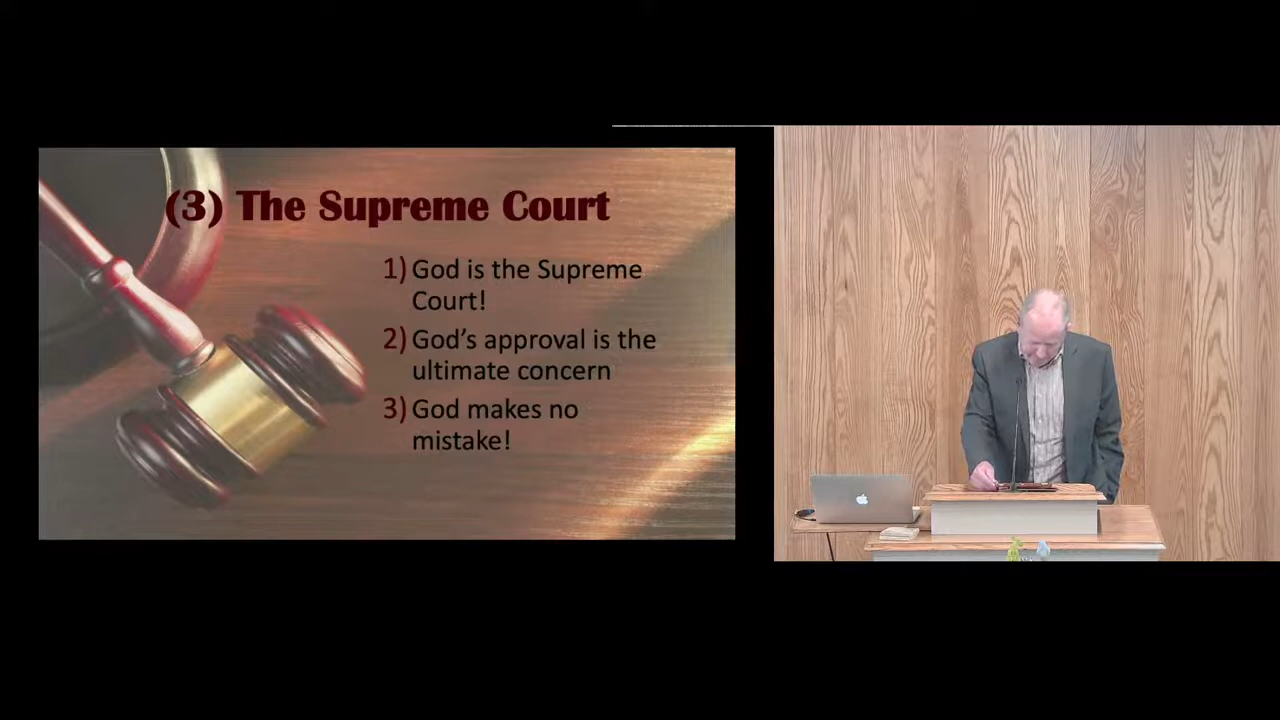 (3) The Supreme Court
1) God is the Supreme
Court!
2) God's approval is the
ultimate concern
3) God makes no
mistake!